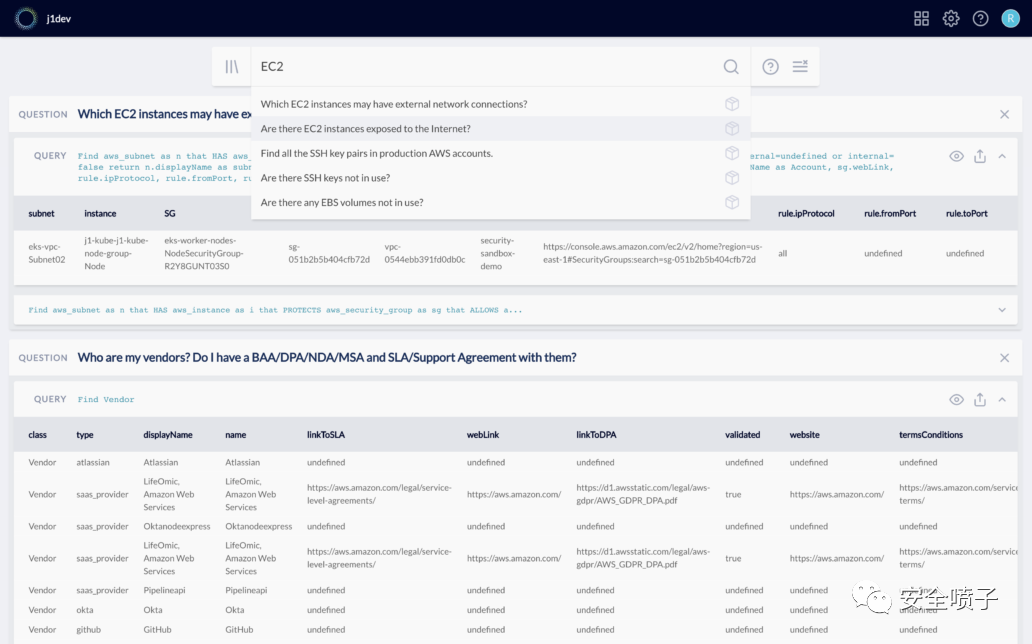 j1dev
R
EC2
Which EC2 instances may have external network connections?
Are there EC2 instances exposed to the Internet?
Find all the SSH key pairs in production AWS accounts.
Are there SSH keys not in use?
Are there any EBS volumes not in use?
QUESTION Which EC2 instances may have ex
QUERY Find aws_subnet as n that HAS aws_ ernal=undefined or internal=
false return n.displayName as sub Name as Account, sg.webLink,
rule.ipProtocol, rule.fromPort, ru
subnet instance SG rule.ipProtocol rule.fromPort rule.toPort
eks-vpc-Subnet02 j1-kube-j1-kube-node-group-Node eks-worker-nodes-NodeSecurityGroup-R2Y8GUNT03S0 sg-051b2b5b404cfb72d vpc-0544ebb391fd0db0c security-sandbox-demo https://console.aws.amazon.com/ec2/v2/home?region=us-east-1#SecurityGroups:search=sg-051b2b5b404cfb72d all undefined undefined
Find aws_subnet as n that HAS aws_instance as i that PROTECTS aws_security_group as sg that ALLOWS a...
QUESTION Who are my vendors? Do I have a BAA/DPA/NDA/MSA and SLA/Support Agreement with them?
QUERY Find Vendor
class type displayName name linkToSLA webLink linkToDPA validated website termsConditions
Vendor atlassian Atlassian Atlassian undefined undefined undefined undefined undefined undefined
Vendor saas_provider LifeOmic, Amazon Web Services LifeOmic, Amazon Web Services https://aws.amazon.com/legal/service-level-agreements/ https://aws.amazon.com/ https://d1.awsstatic.com/legal/aws-gdpr/AWS_GDPR_DPA.pdf true https://aws.amazon.com/ https://aws.amazon.com/service terms/
Vendor saas_provider Oktanodeexpress Oktanodeexpress undefined undefined undefined undefined undefined undefined
Vendor saas_provider LifeOmic, Amazon Web Services LifeOmic, Amazon Web Services https://aws.amazon.com/legal/service-level-agreements/ https://aws.amazon.com/ https://d1.awsstatic.com/legal/aws-gdpr/AWS_GDPR_DPA.pdf true https://aws.amazon.com/ https://aws.amazon.com/service terms/
Vendor saas_provider Pipelineapi Pipelineapi undefined undefined undefined undefined undefined undefined
Vendor okta Okta Okta undefined undefined undefined undefined undefined
Vendor github GitHub GitHub undefined undefined undefined undefined undefined undefined
安全喷子